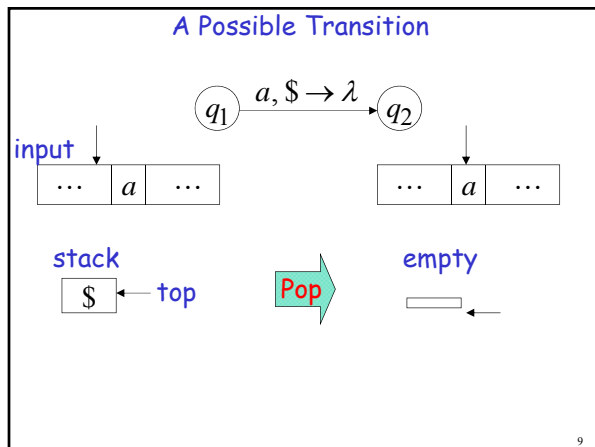 A Possible Transition
q₁ a, $ → λ q₂
input
⋯ a ⋯ ⋯ a ⋯
stack empty
$ top Pop
9